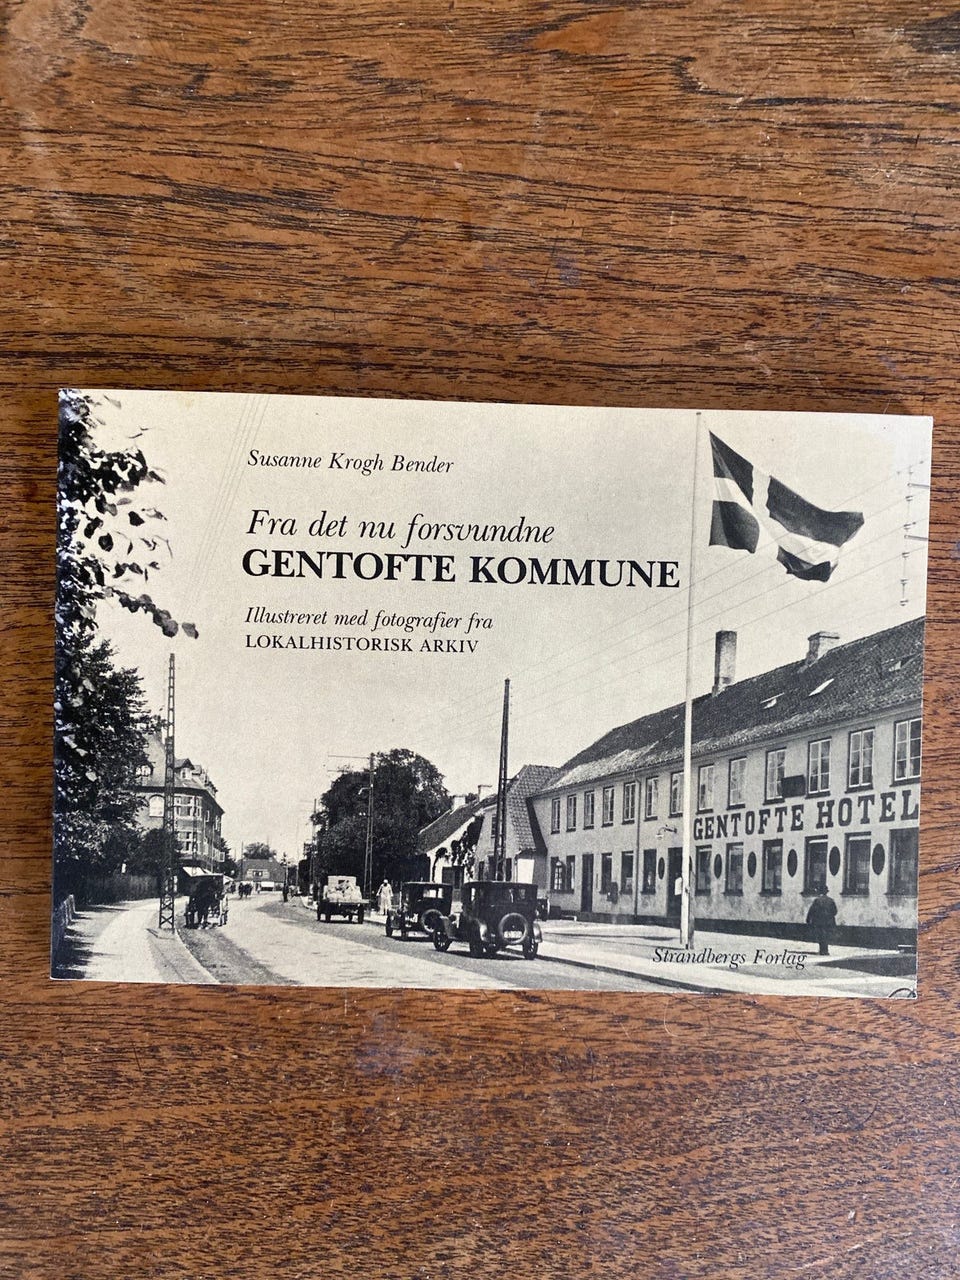 Susanne Krogh Bender
Fra det nu forsvundne
GENTOFTE KOMMUNE
Illustreret med fotografier fra
LOKALHISTORISK ARKIV
GENTOFTE HOTEL
Strandbergs Forlag